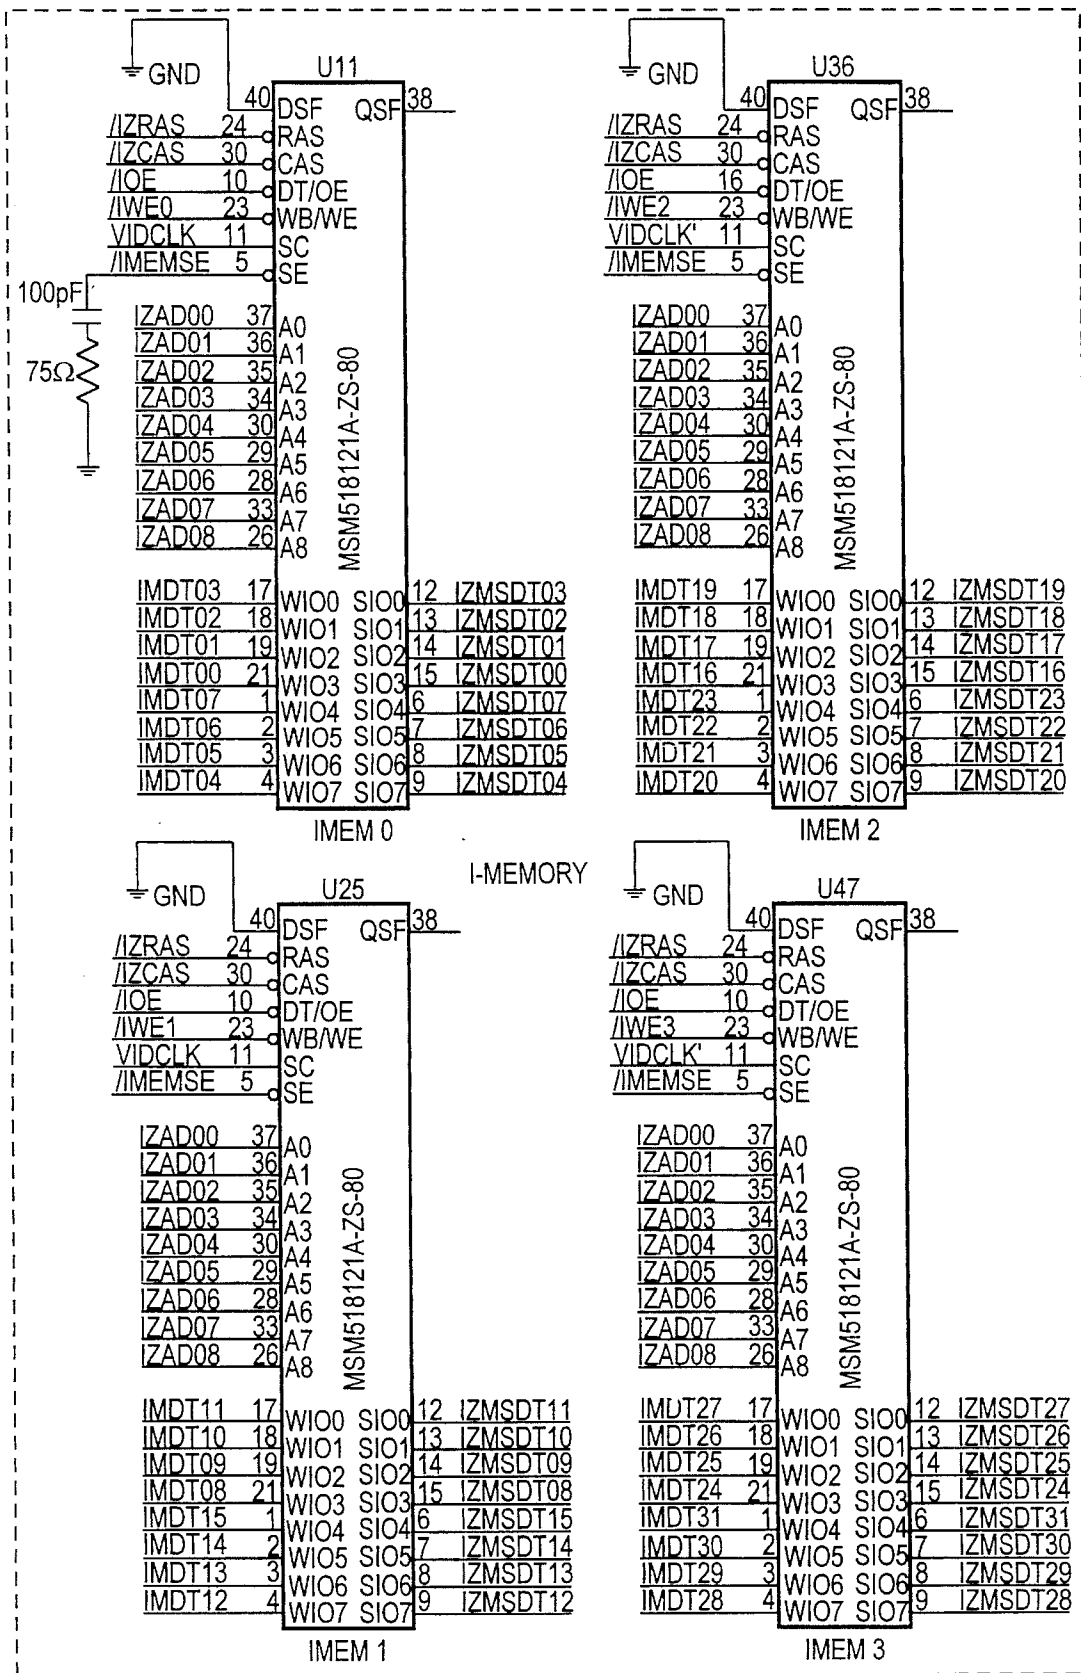 GND
U11
40 DSF QSF 38
/IZRAS 24 RAS
/IZCAS 30 CAS
/IOE 10 DT/OE
/IWE0 23 WB/WE
VIDCLK 11 SC
/IMEMSE 5 SE
100pF
75Ω
IZAD00 37 A0
IZAD01 36 A1
IZAD02 35 A2
IZAD03 34 A3
IZAD04 30 A4
IZAD05 29 A5
IZAD06 28 A6
IZAD07 33 A7
IZAD08 26 A8
MSM518121A-ZS-80
IMDT03 17 WIO0 SIO0 12 IZMSDT03
IMDT02 18 WIO1 SIO1 13 IZMSDT02
IMDT01 19 WIO2 SIO2 14 IZMSDT01
IMDT00 21 WIO3 SIO3 15 IZMSDT00
IMDT07 1 WIO4 SIO4 6 IZMSDT07
IMDT06 2 WIO5 SIO5 7 IZMSDT06
IMDT05 3 WIO6 SIO6 8 IZMSDT05
IMDT04 4 WIO7 SIO7 9 IZMSDT04
IMEM 0
GND
U36
40 DSF QSF 38
/IZRAS 24 RAS
/IZCAS 30 CAS
/IOE 16 DT/OE
/IWE2 23 WB/WE
VIDCLK' 11 SC
/IMEMSE 5 SE
IZAD00 37 A0
IZAD01 36 A1
IZAD02 35 A2
IZAD03 34 A3
IZAD04 30 A4
IZAD05 29 A5
IZAD06 28 A6
IZAD07 33 A7
IZAD08 26 A8
MSM518121A-ZS-80
IMDT19 17 WIO0 SIO0 12 IZMSDT19
IMDT18 18 WIO1 SIO1 13 IZMSDT18
IMDT17 19 WIO2 SIO2 14 IZMSDT17
IMDT16 21 WIO3 SIO3 15 IZMSDT16
IMDT23 1 WIO4 SIO4 6 IZMSDT23
IMDT22 2 WIO5 SIO5 7 IZMSDT22
IMDT21 3 WIO6 SIO6 8 IZMSDT21
IMDT20 4 WIO7 SIO7 9 IZMSDT20
IMEM 2
I-MEMORY
GND
U25
40 DSF QSF 38
/IZRAS 24 RAS
/IZCAS 30 CAS
/IOE 10 DT/OE
/IWE1 23 WB/WE
VIDCLK 11 SC
/IMEMSE 5 SE
IZAD00 37 A0
IZAD01 36 A1
IZAD02 35 A2
IZAD03 34 A3
IZAD04 30 A4
IZAD05 29 A5
IZAD06 28 A6
IZAD07 33 A7
IZAD08 26 A8
MSM518121A-ZS-80
IMDT11 17 WIO0 SIO0 12 IZMSDT11
IMDT10 18 WIO1 SIO1 13 IZMSDT10
IMDT09 19 WIO2 SIO2 14 IZMSDT09
IMDT08 21 WIO3 SIO3 15 IZMSDT08
IMDT15 1 WIO4 SIO4 6 IZMSDT15
IMDT14 2 WIO5 SIO5 7 IZMSDT14
IMDT13 3 WIO6 SIO6 8 IZMSDT13
IMDT12 4 WIO7 SIO7 9 IZMSDT12
IMEM 1
GND
U47
40 DSF QSF 38
/IZRAS 24 RAS
/IZCAS 30 CAS
/IOE 10 DT/OE
/IWE3 23 WB/WE
VIDCLK' 11 SC
/IMEMSE 5 SE
IZAD00 37 A0
IZAD01 36 A1
IZAD02 35 A2
IZAD03 34 A3
IZAD04 30 A4
IZAD05 29 A5
IZAD06 28 A6
IZAD07 33 A7
IZAD08 26 A8
MSM518121A-ZS-80
IMDT27 17 WIO0 SIO0 12 IZMSDT27
IMDT26 18 WIO1 SIO1 13 IZMSDT26
IMDT25 19 WIO2 SIO2 14 IZMSDT25
IMDT24 21 WIO3 SIO3 15 IZMSDT24
IMDT31 1 WIO4 SIO4 6 IZMSDT31
IMDT30 2 WIO5 SIO5 7 IZMSDT30
IMDT29 3 WIO6 SIO6 8 IZMSDT29
IMDT28 4 WIO7 SIO7 9 IZMSDT28
IMEM 3